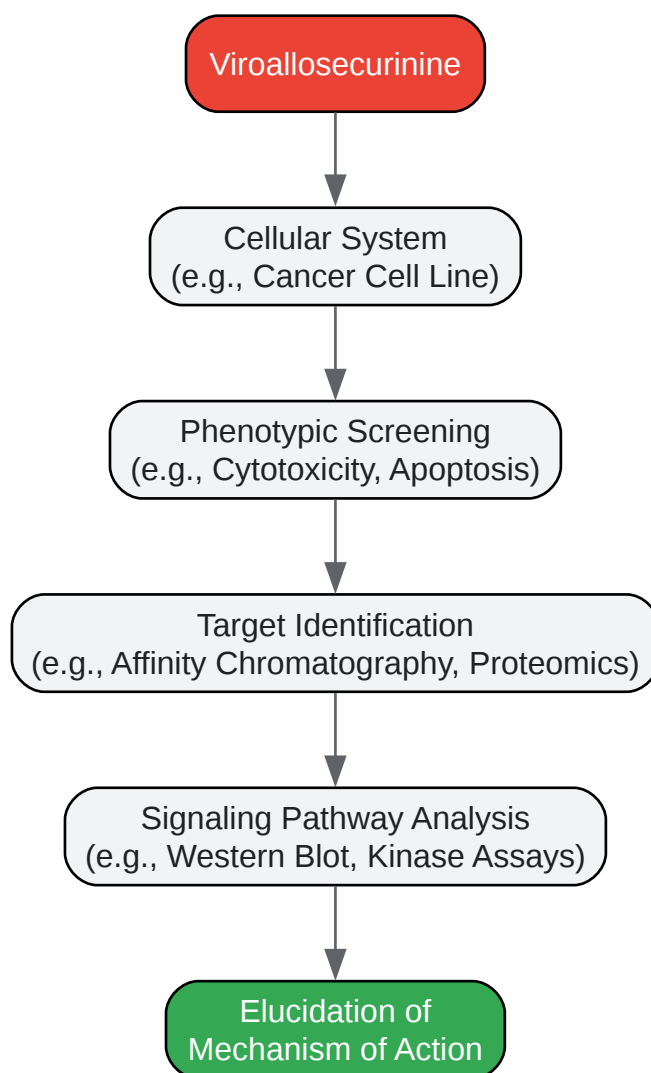 Viroallosecurinine
Cellular System
(e.g., Cancer Cell Line)
Phenotypic Screening
(e.g., Cytotoxicity, Apoptosis)
Target Identification
(e.g., Affinity Chromatography, Proteomics)
Signaling Pathway Analysis
(e.g., Western Blot, Kinase Assays)
Elucidation of
Mechanism of Action